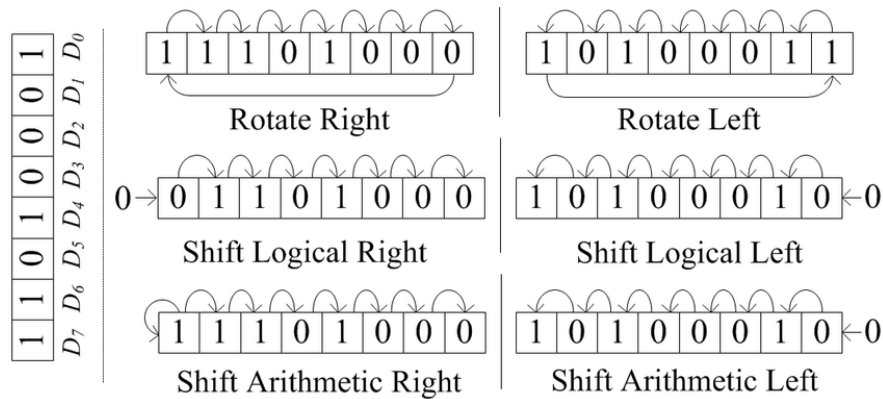 1 D0
0 D1
0 D2
0 D3
1 D4
0 D5
1 D6
1 D7
1 1 1 0 1 0 0 0
Rotate Right
1 0 1 0 0 0 1 1
Rotate Left
0 0 1 1 0 1 0 0 0
Shift Logical Right
1 0 1 0 0 0 1 0 0
Shift Logical Left
1 1 1 0 1 0 0 0
Shift Arithmetic Right
1 0 1 0 0 0 1 0 0
Shift Arithmetic Left